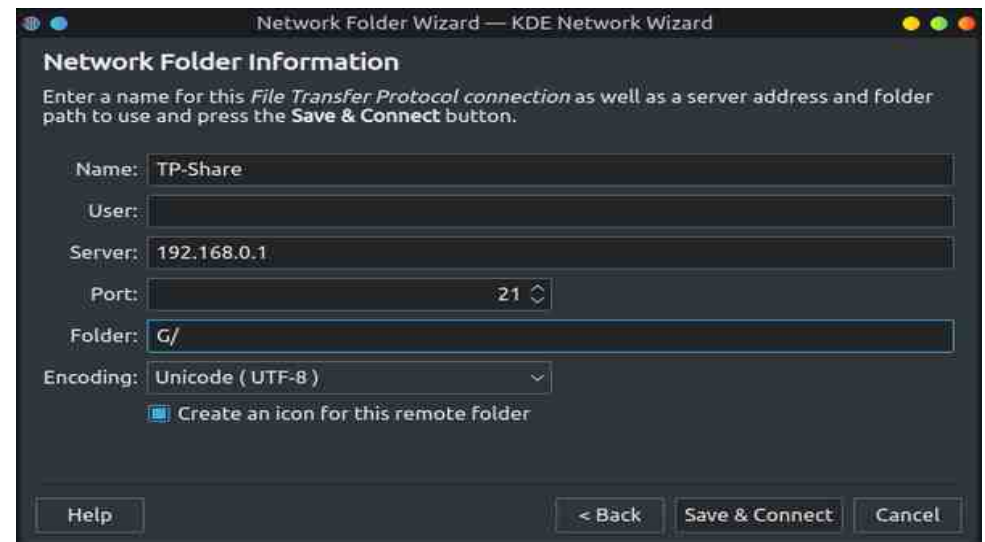 Network Folder Wizard — KDE Network Wizard
Network Folder Information
Enter a name for this File Transfer Protocol connection as well as a server address and folder
path to use and press the Save & Connect button.
Name: TP-Share
User:
Server: 192.168.0.1
Port: 21
Folder: G/
Encoding: Unicode ( UTF-8 )
Create an icon for this remote folder
Help < Back Save & Connect Cancel